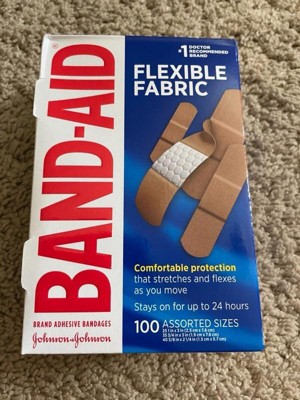 BAND-AID
®
BRAND ADHESIVE BANDAGES
Johnson & Johnson
#1 DOCTOR
RECOMMENDED
BRAND
FLEXIBLE
FABRIC
Comfortable protection
that stretches and flexes
as you move
Stays on for up to 24 hours
100 ASSORTED SIZES